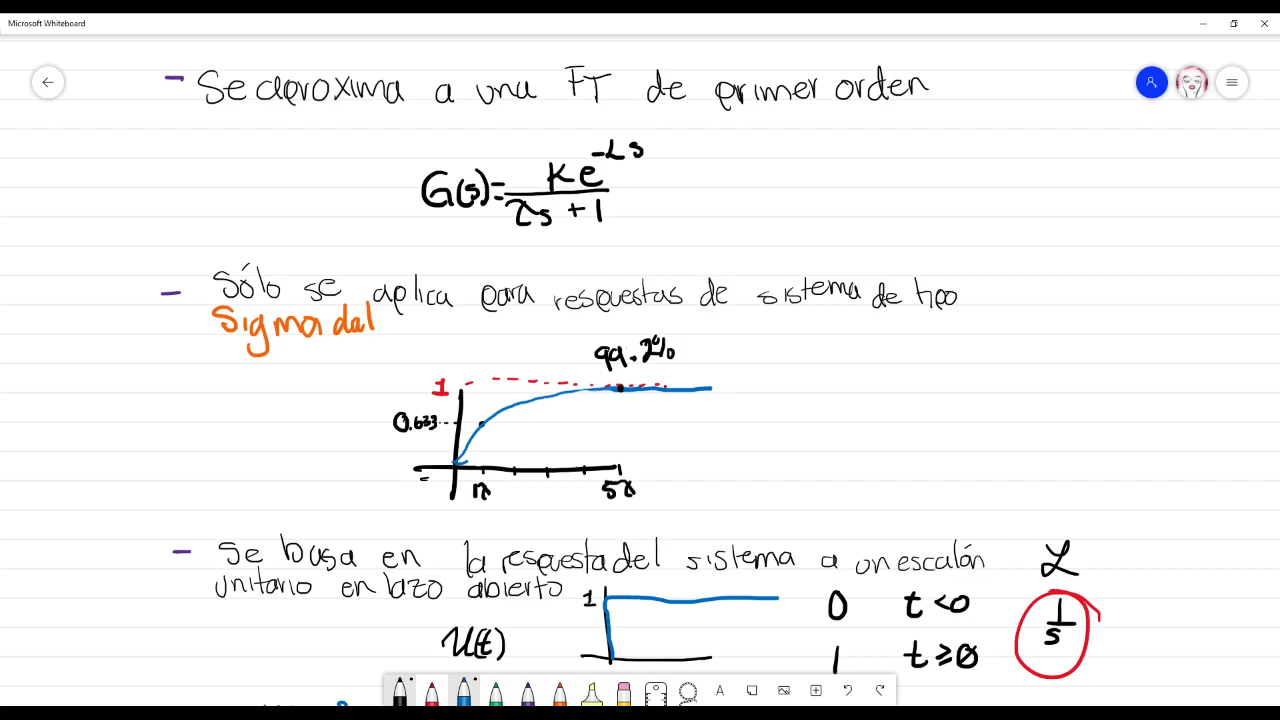 Microsoft Whiteboard
- Se aproxima a una FT de primer orden
G(s)= Ke^-Ls / τs + 1
- Sólo se aplica para respuestas de sistema de tipo
Sigmoidal
99.2%
1
0.633
1τ 5τ
- Se basa en la respuesta del sistema a un escalón
unitario en lazo abierto
ℒ
1
0 t<0
1/s
U(t)
1 t≥0